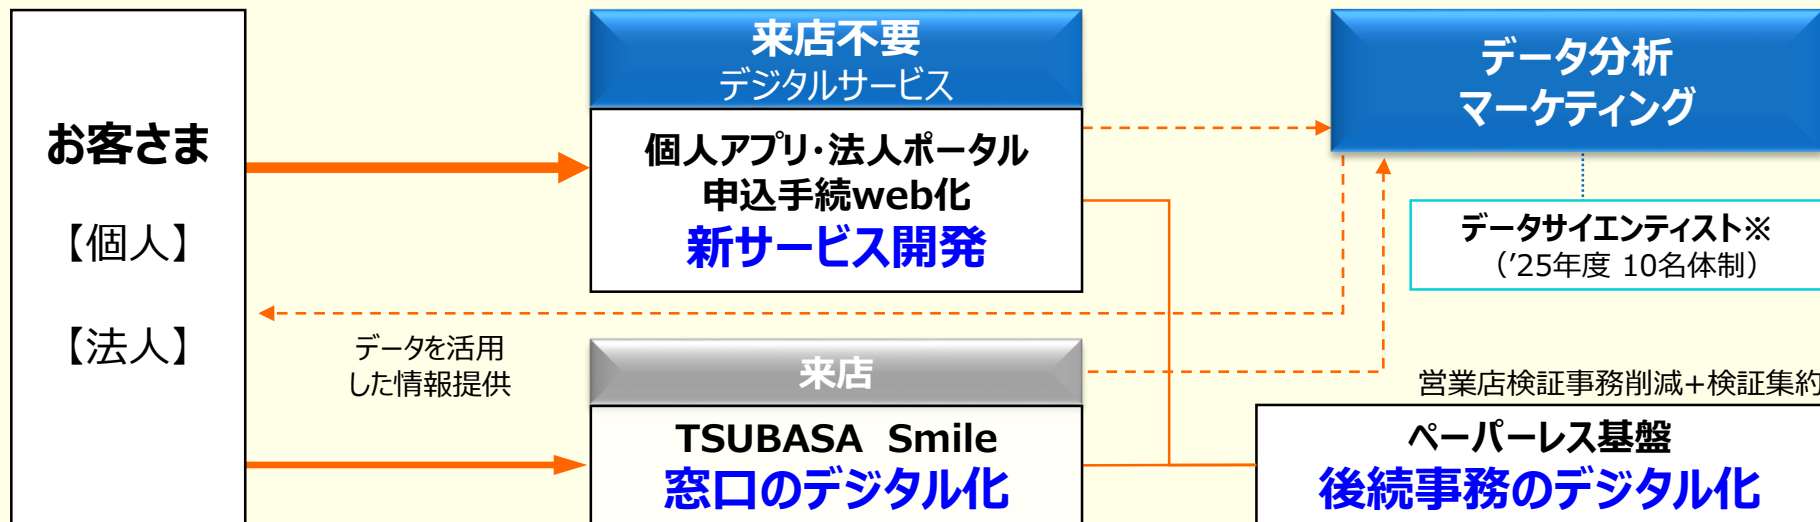 お客さま
【個人】
【法人】
来店不要
デジタルサービス
個人アプリ・法人ポータル
申込手続web化
新サービス開発
データ分析
マーケティング
データサイエンティスト※
（'25年度 10名体制）
データを活用
した情報提供
来店
TSUBASA Smile
窓口のデジタル化
営業店検証事務削減+検証集約
ペーパーレス基盤
後続事務のデジタル化